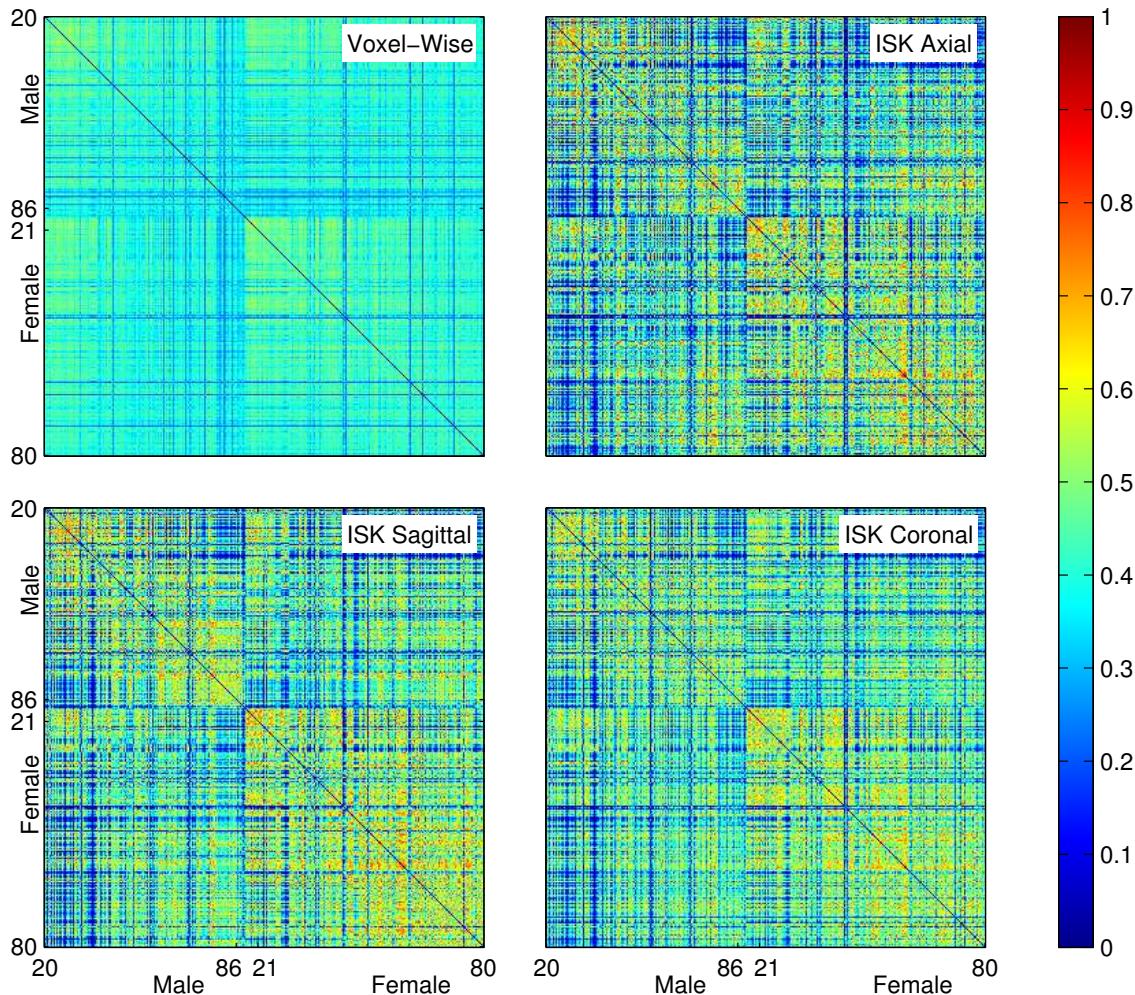 20
Voxel−Wise
Male
86
21
Female
80
ISK Axial
1
0.9
0.8
0.7
0.6
0.5
0.4
0.3
0.2
0.1
0
20
ISK Sagittal
Male
86
21
Female
80
20 86 21 80
Male Female
ISK Coronal
20 86 21 80
Male Female